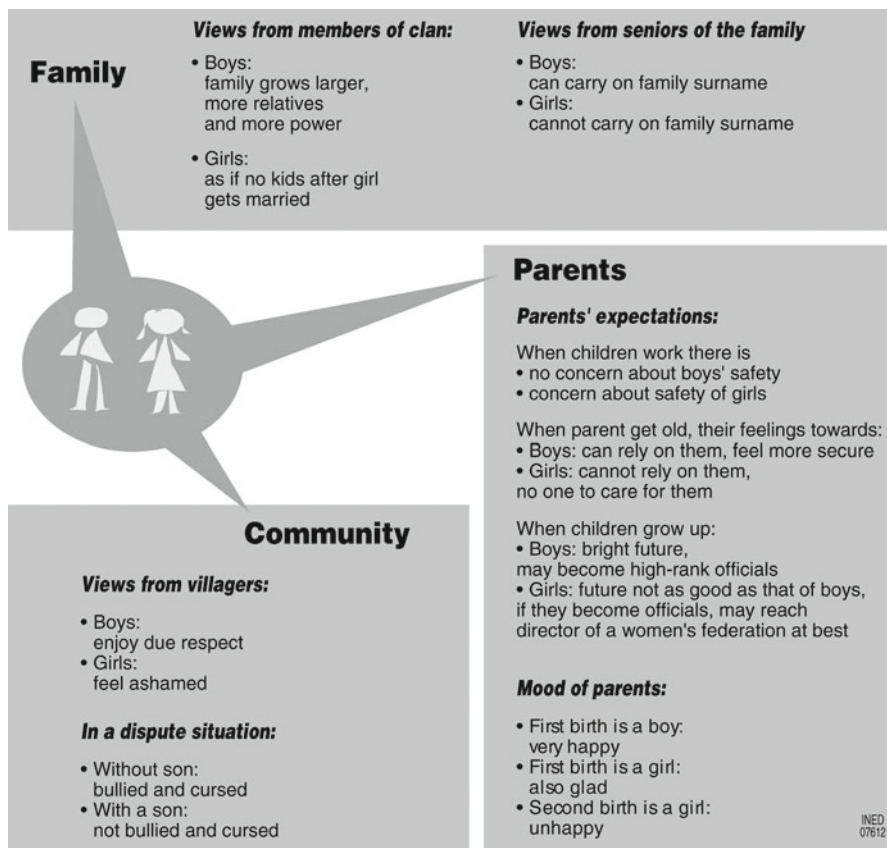 Family
Views from members of clan:
• Boys:
family grows larger,
more relatives
and more power
• Girls:
as if no kids after girl
gets married
Views from seniors of the family
• Boys:
can carry on family surname
• Girls:
cannot carry on family surname
Parents
Parents' expectations:
When children work there is
• no concern about boys' safety
• concern about safety of girls
When parent get old, their feelings towards:
• Boys: can rely on them, feel more secure
• Girls: cannot rely on them,
no one to care for them
When children grow up:
• Boys: bright future,
may become high-rank officials
• Girls: future not as good as that of boys,
if they become officials, may reach
director of a women's federation at best
Mood of parents:
• First birth is a boy:
very happy
• First birth is a girl:
also glad
• Second birth is a girl:
unhappy
Community
Views from villagers:
• Boys:
enjoy due respect
• Girls:
feel ashamed
In a dispute situation:
• Without son:
bullied and cursed
• With a son:
not bullied and cursed
INED
07612